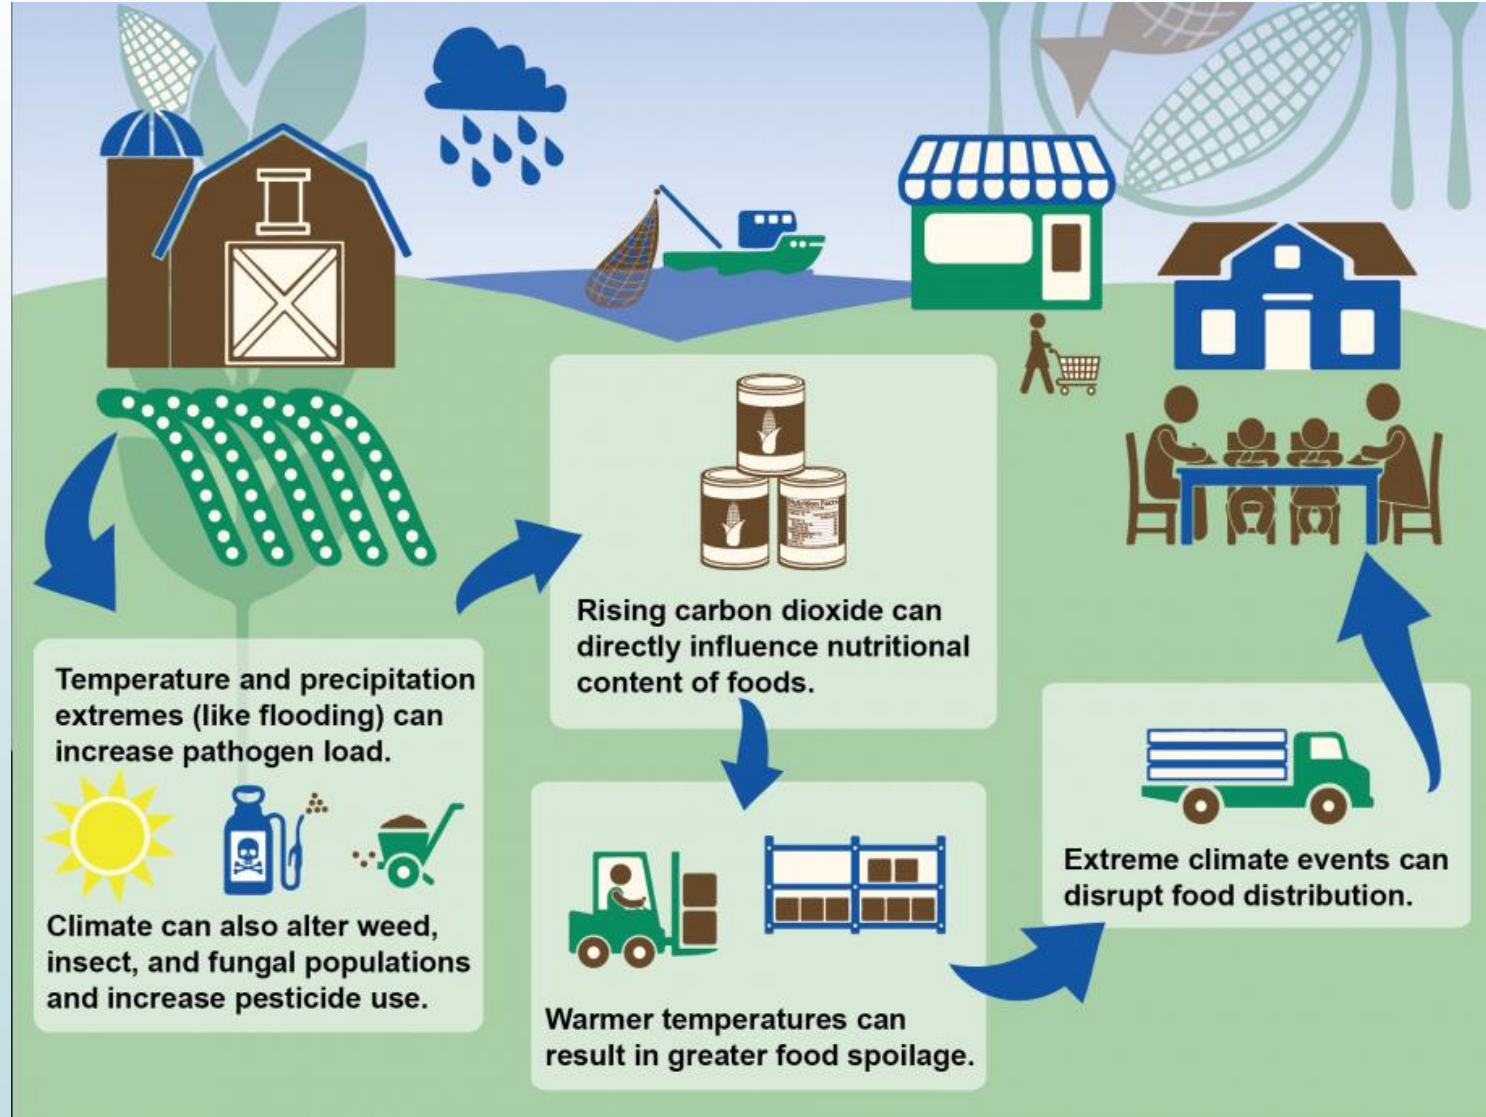 Temperature and precipitation
extremes (like flooding) can
increase pathogen load.
Climate can also alter weed,
insect, and fungal populations
and increase pesticide use.
Nutrition Facts
Rising carbon dioxide can
directly influence nutritional
content of foods.
Warmer temperatures can
result in greater food spoilage.
Extreme climate events can
disrupt food distribution.